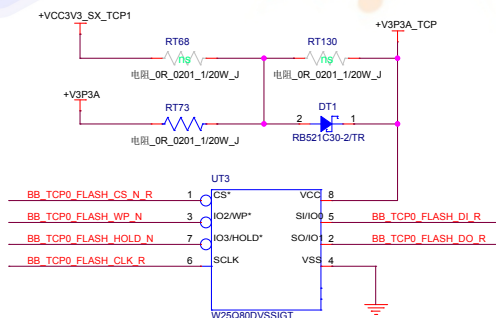 +VCC3V3_SX_TCP1
+V3P3A_TCP
RT68
RT130
ns
ns
电阻_0R_0201_1/20W_J
电阻_0R_0201_1/20W_J
+V3P3A
RT73
DT1
2
1
电阻_0R_0201_1/20W_J
RB521C30-2/TR
UT3
BB_TCP0_FLASH_CS_N_R
1
CS*
VCC
8
BB_TCP0_FLASH_WP_N
3
IO2/WP*
SI/IO0
5
BB_TCP0_FLASH_DI_R
BB_TCP0_FLASH_HOLD_N
7
IO3/HOLD*
SO/IO1
2
BB_TCP0_FLASH_DO_R
BB_TCP0_FLASH_CLK_R
6
SCLK
VSS
4
W25Q80DVSSIGT